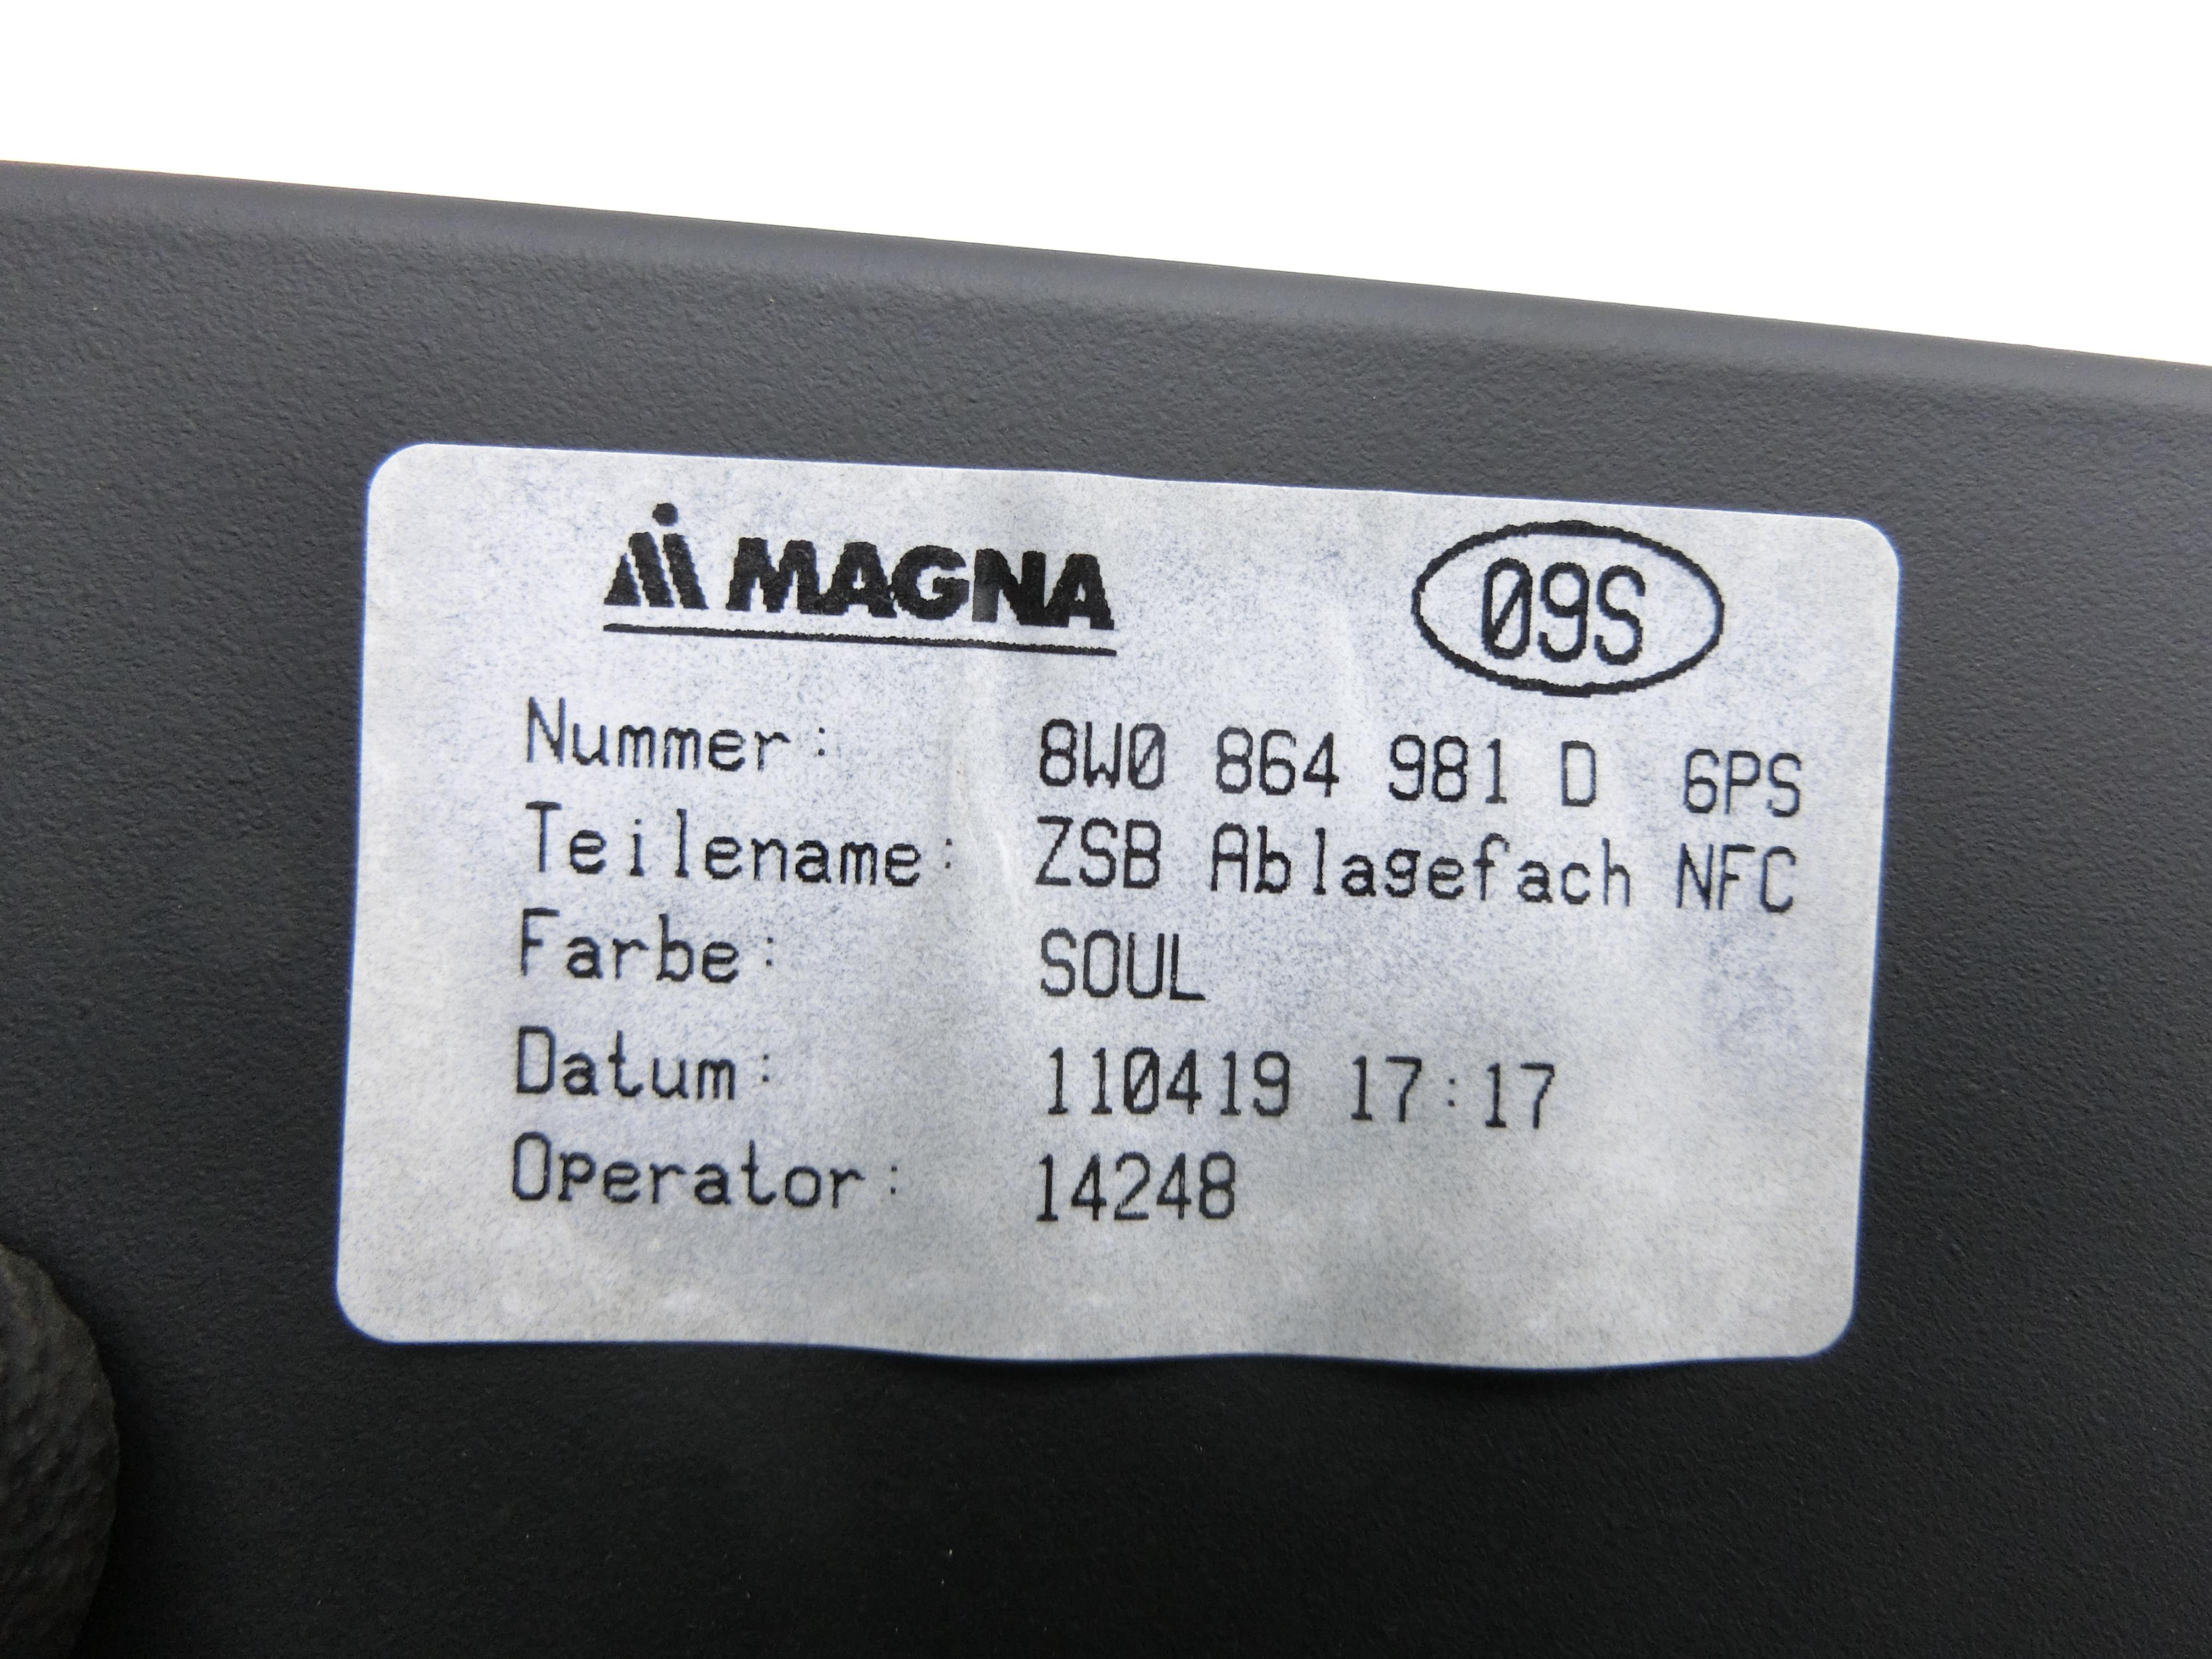 MAGNA 09S
Nummer: 8W0 864 981 D 6PS
Teilename: ZSB Ablagefach NFC
Farbe: SOUL
Datum: 110419 17:17
Operator: 14248